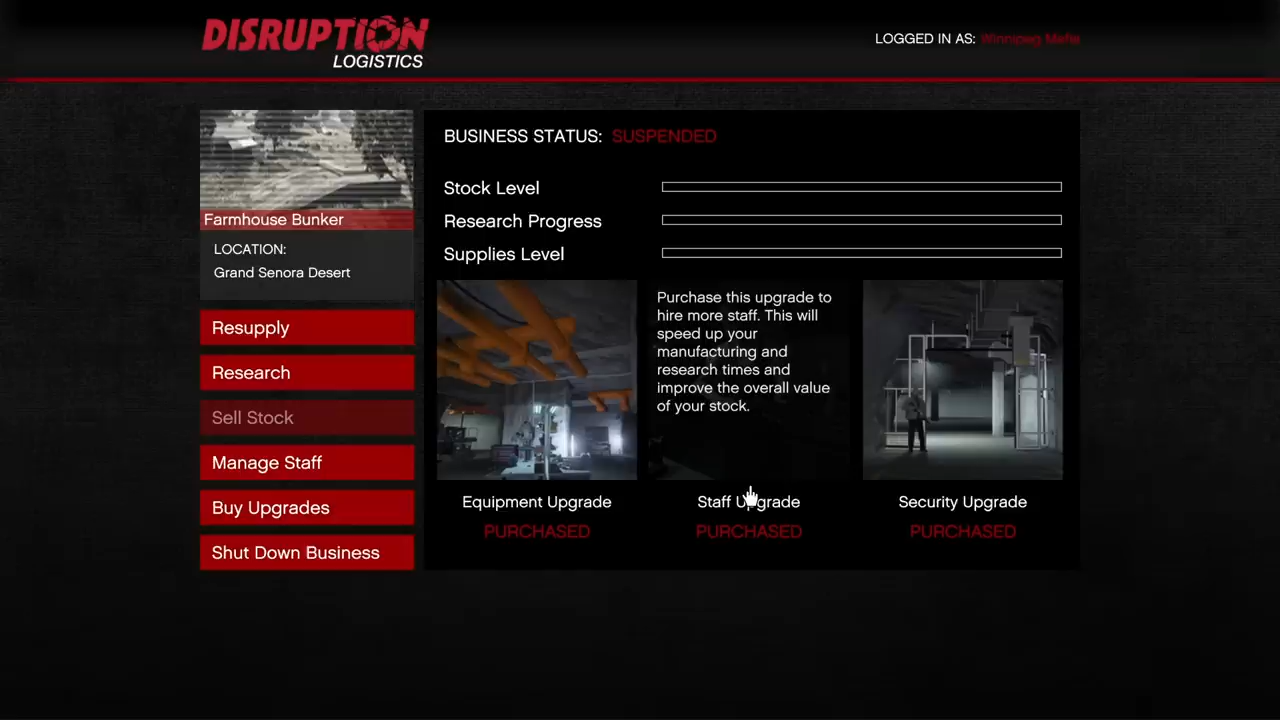 DISRUPTION
LOGISTICS
LOGGED IN AS: Winnipeg Mafia
Farmhouse Bunker
LOCATION:
Grand Senora Desert
Resupply
Research
Sell Stock
Manage Staff
Buy Upgrades
Shut Down Business
BUSINESS STATUS: SUSPENDED
Stock Level
Research Progress
Supplies Level
Purchase this upgrade to
hire more staff. This will
speed up your
manufacturing and
research times and
improve the overall value
of your stock.
Equipment Upgrade
PURCHASED
Staff Upgrade
PURCHASED
Security Upgrade
PURCHASED